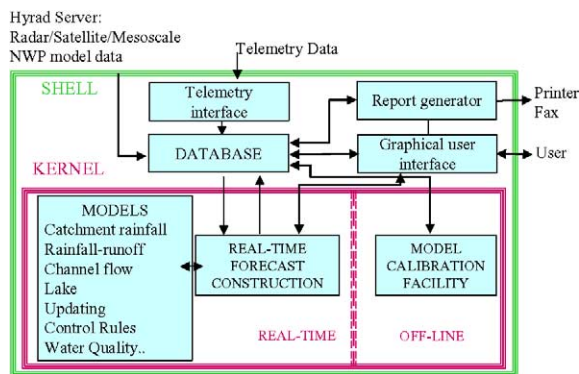 Hyrad Server:
Radar/Satellite/Mesoscale
NWP model data
Telemetry Data
SHELL
Telemetry
interface
Report generator
Printer
Fax
DATABASE
Graphical user
interface
User
KERNEL
MODELS
Catchment rainfall
Rainfall-runoff
Channel flow
Lake
Updating
Control Rules
Water Quality..
REAL-TIME
FORECAST
CONSTRUCTION
MODEL
CALIBRATION
FACILITY
REAL-TIME
OFF-LINE